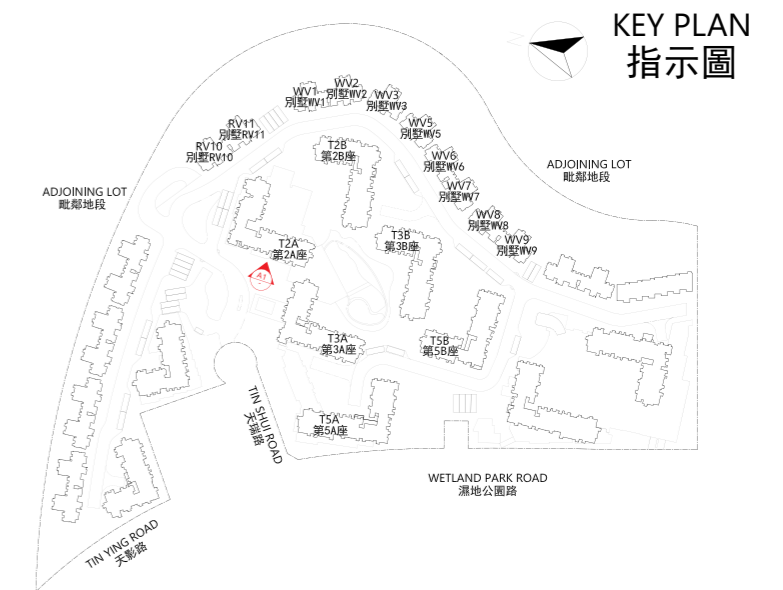 KEY PLAN
指示圖
N
WV1
別墅WV1
WV2
別墅WV2
WV3
別墅WV3
RV11
別墅RV11
RV10
別墅RV10
WV5
別墅WV5
T2B
第2B座
WV6
別墅WV6
ADJOINING LOT
毗鄰地段
WV7
別墅WV7
ADJOINING LOT
毗鄰地段
WV8
別墅WV8
T3B
第3B座
WV9
別墅WV9
T2A
第2A座
A1
T3A
第3A座
T5B
第5B座
TIN SHUI ROAD
天瑞路
T5A
第5A座
WETLAND PARK ROAD
濕地公園路
TIN YING ROAD
天影路